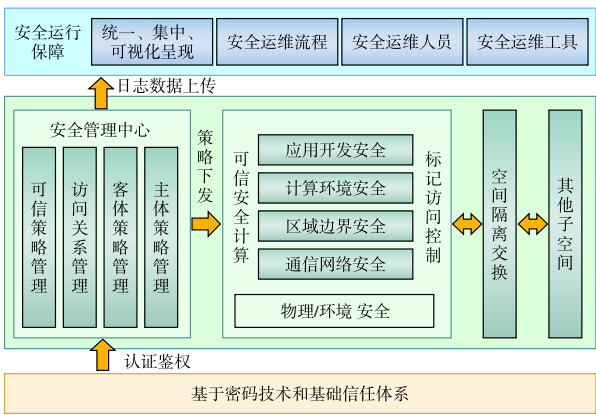 安全运行
保障
统一、集中、
可视化呈现
安全运维流程
安全运维人员
安全运维工具
日志数据上传
安全管理中心
可信策略管理
访问关系管理
客体策略管理
主体策略管理
策略下发
可信安全计算
应用开发安全
计算环境安全
区域边界安全
通信网络安全
标记访问控制
物理/环境 安全
空间隔离交换
其他子空间
认证鉴权
基于密码技术和基础信任体系